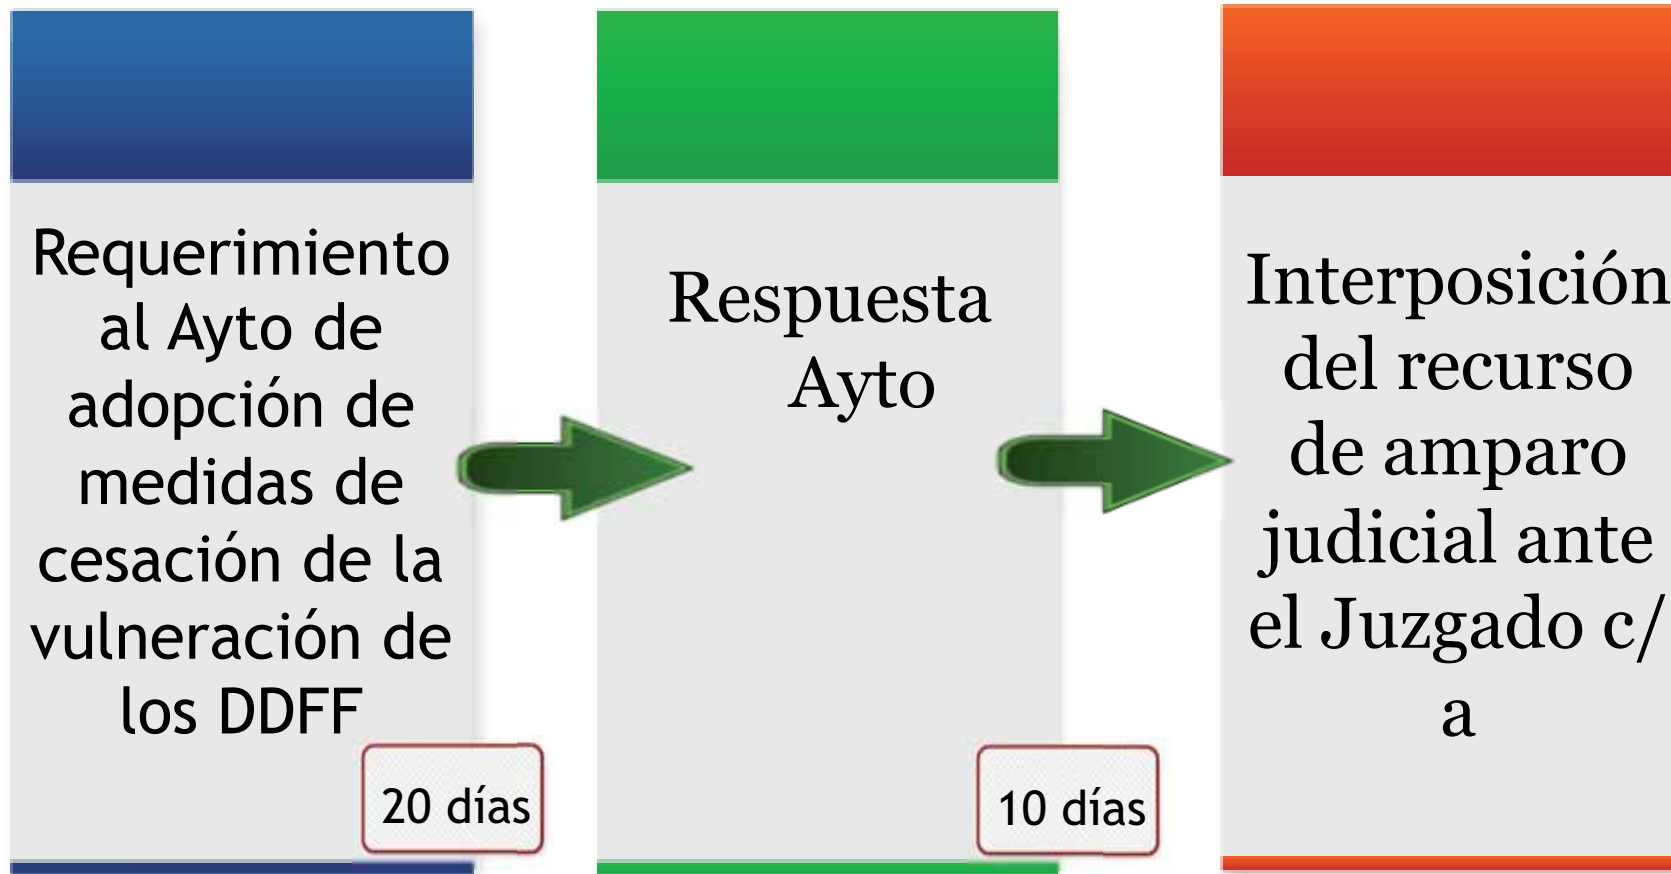 Requerimiento
al Ayto de
adopción de
medidas de
cesación de la
vulneración de
los DDFF
20 días
Respuesta
Ayto
10 días
Interposición
del recurso
de amparo
judicial ante
el Juzgado c/
a